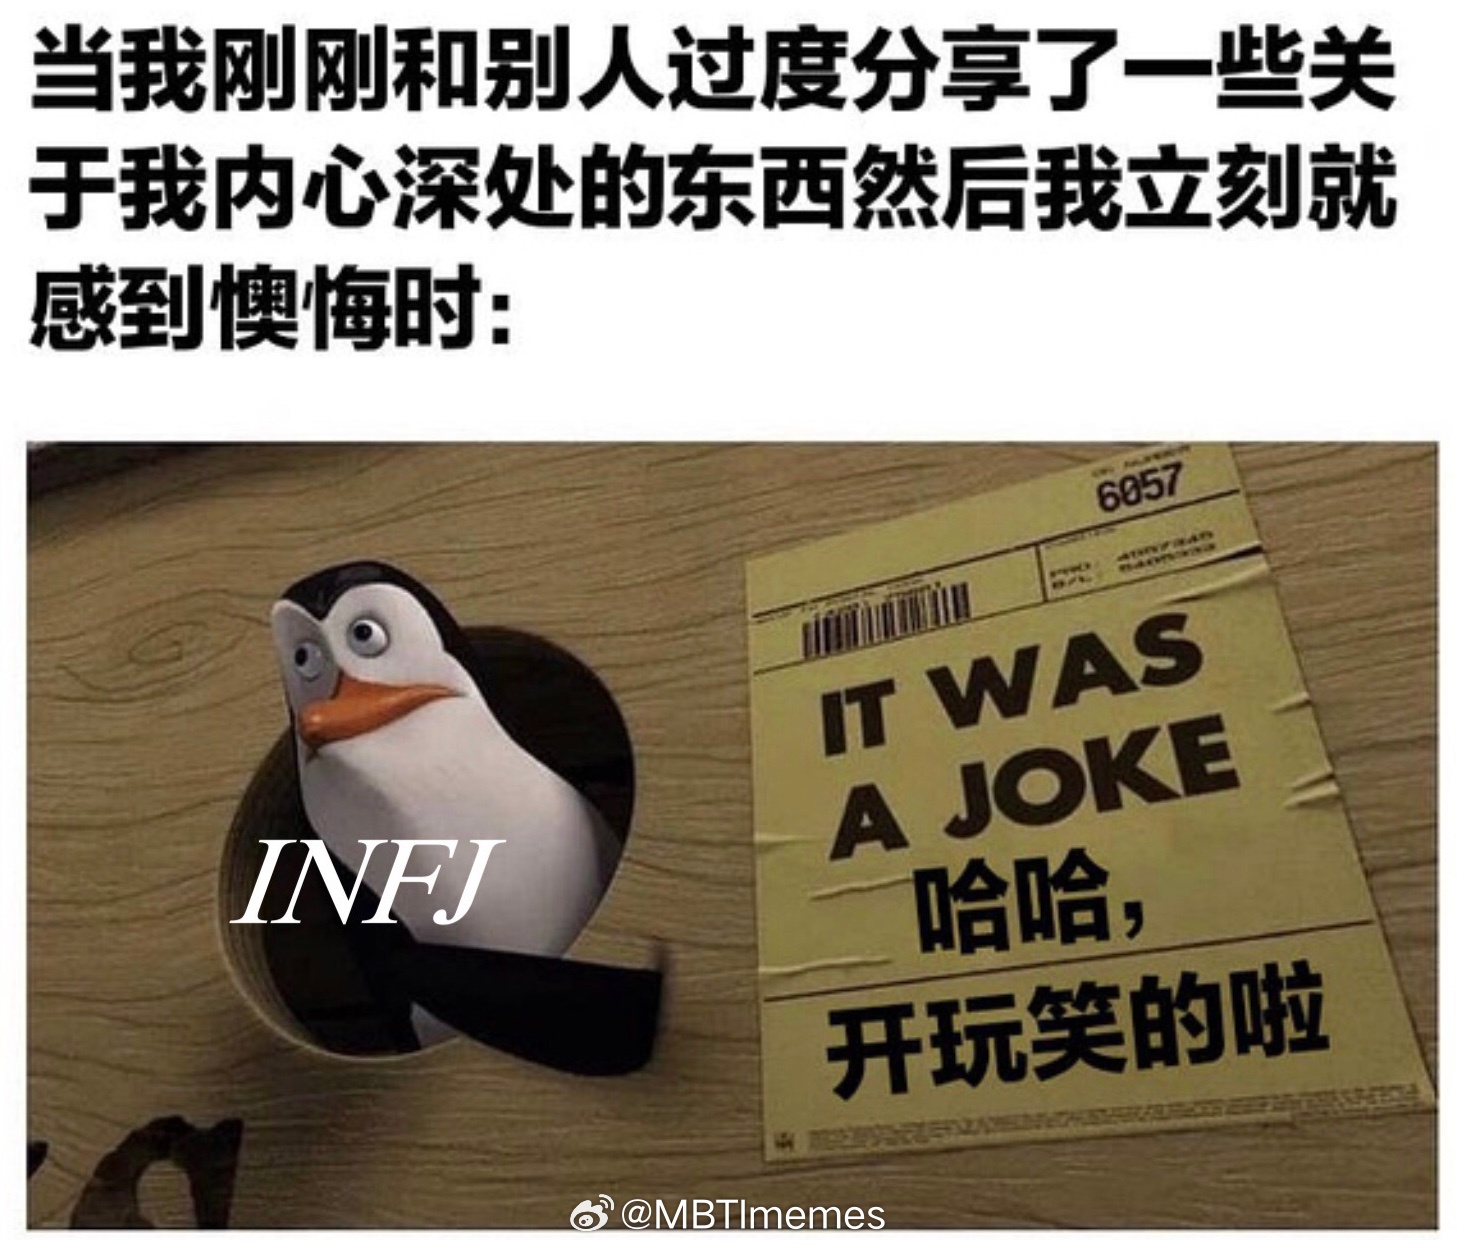 当我刚刚和别人过度分享了一些关
于我内心深处的东西然后我立刻就
感到懊悔时:
6057
IT WAS
A JOKE
哈哈,
开玩笑的啦
INFJ
@MBTImemes